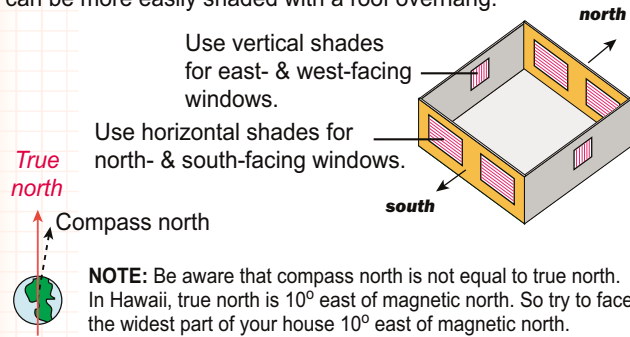 can be more easily shaded with a roof overhang.
north
Use vertical shades
for east- & west-facing
windows.
Use horizontal shades for
north- & south-facing windows.
south
True
north
Compass north
NOTE: Be aware that compass north is not equal to true north.
In Hawaii, true north is 10º east of magnetic north. So try to face
the widest part of your house 10º east of magnetic north.